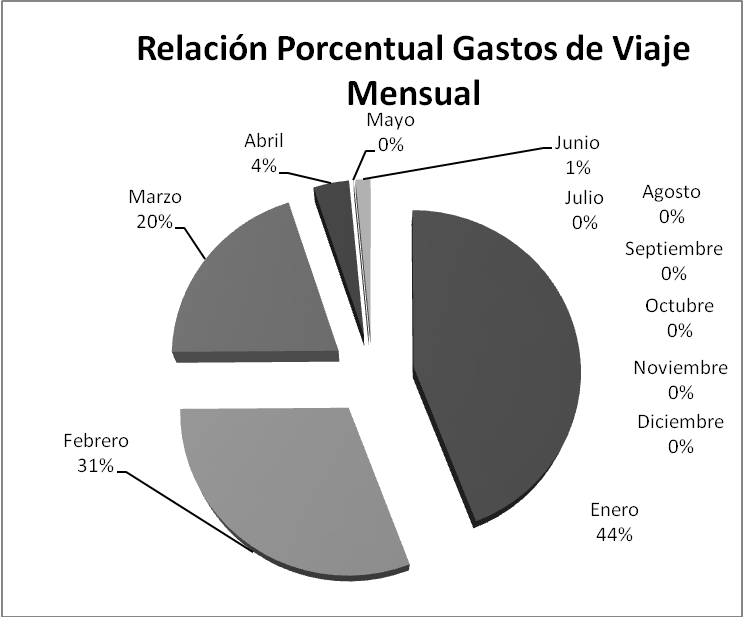 Relación Porcentual Gastos de Viaje
Mensual
Mayo
0%
Abril
4%
Junio
1%
Marzo
20%
Julio
0%
Agosto
0%
Septiembre
0%
Octubre
0%
Noviembre
0%
Diciembre
0%
Febrero
31%
Enero
44%